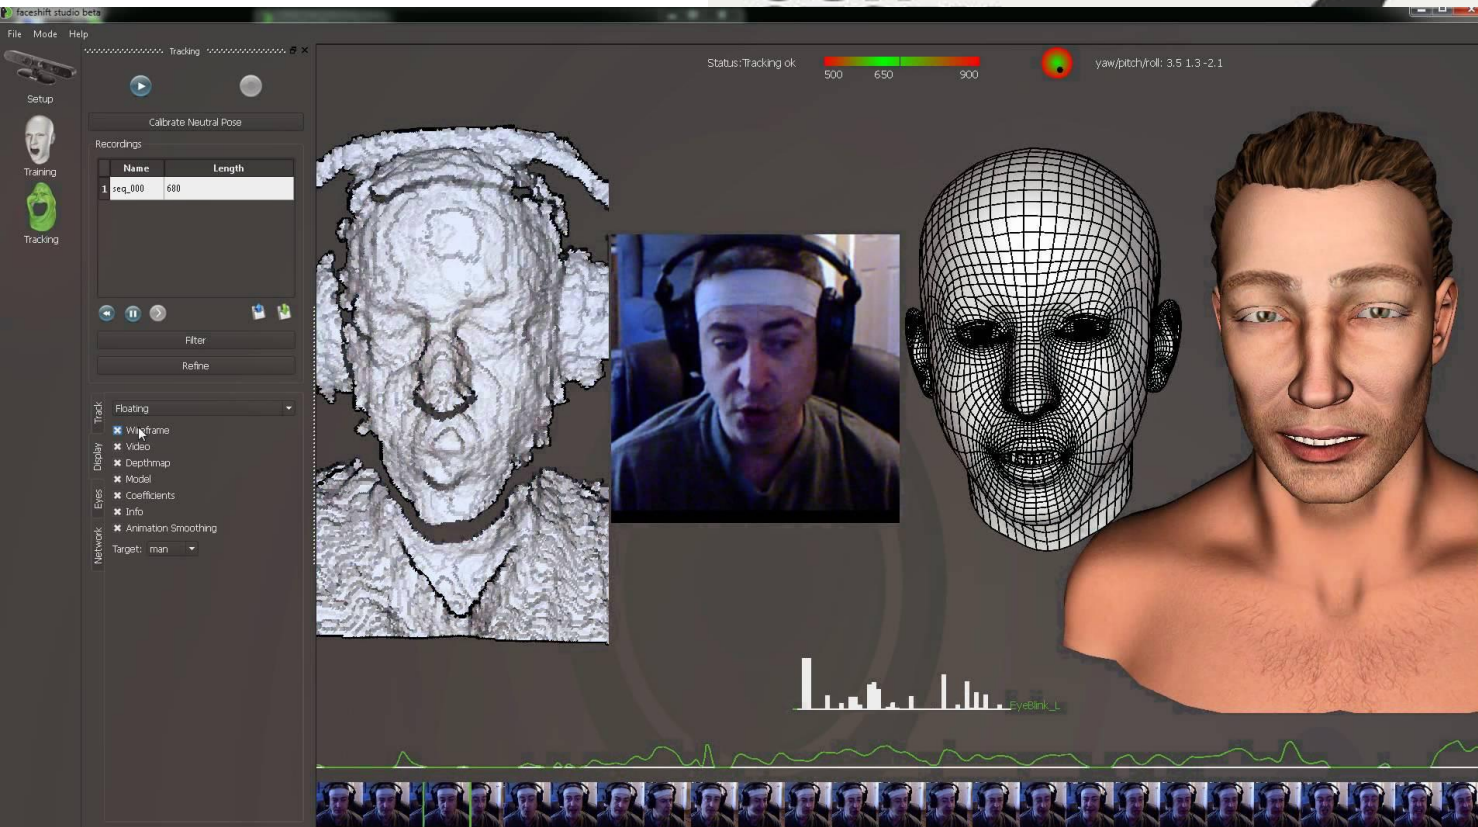 faceshift studio beta
File Mode Help
Tracking
Setup
Training
Tracking
Calibrate Neutral Pose
Recordings
Name Length
1 seq_000 680
Filter
Refine
Track
Display
Eyes
Network
Floating
Wireframe
Video
Depthmap
Model
Coefficients
Info
Animation Smoothing
Target: man
Status:Tracking ok
500 650 900
yaw/pitch/roll: 3.5 1.3 -2.1
EyeBlink_L